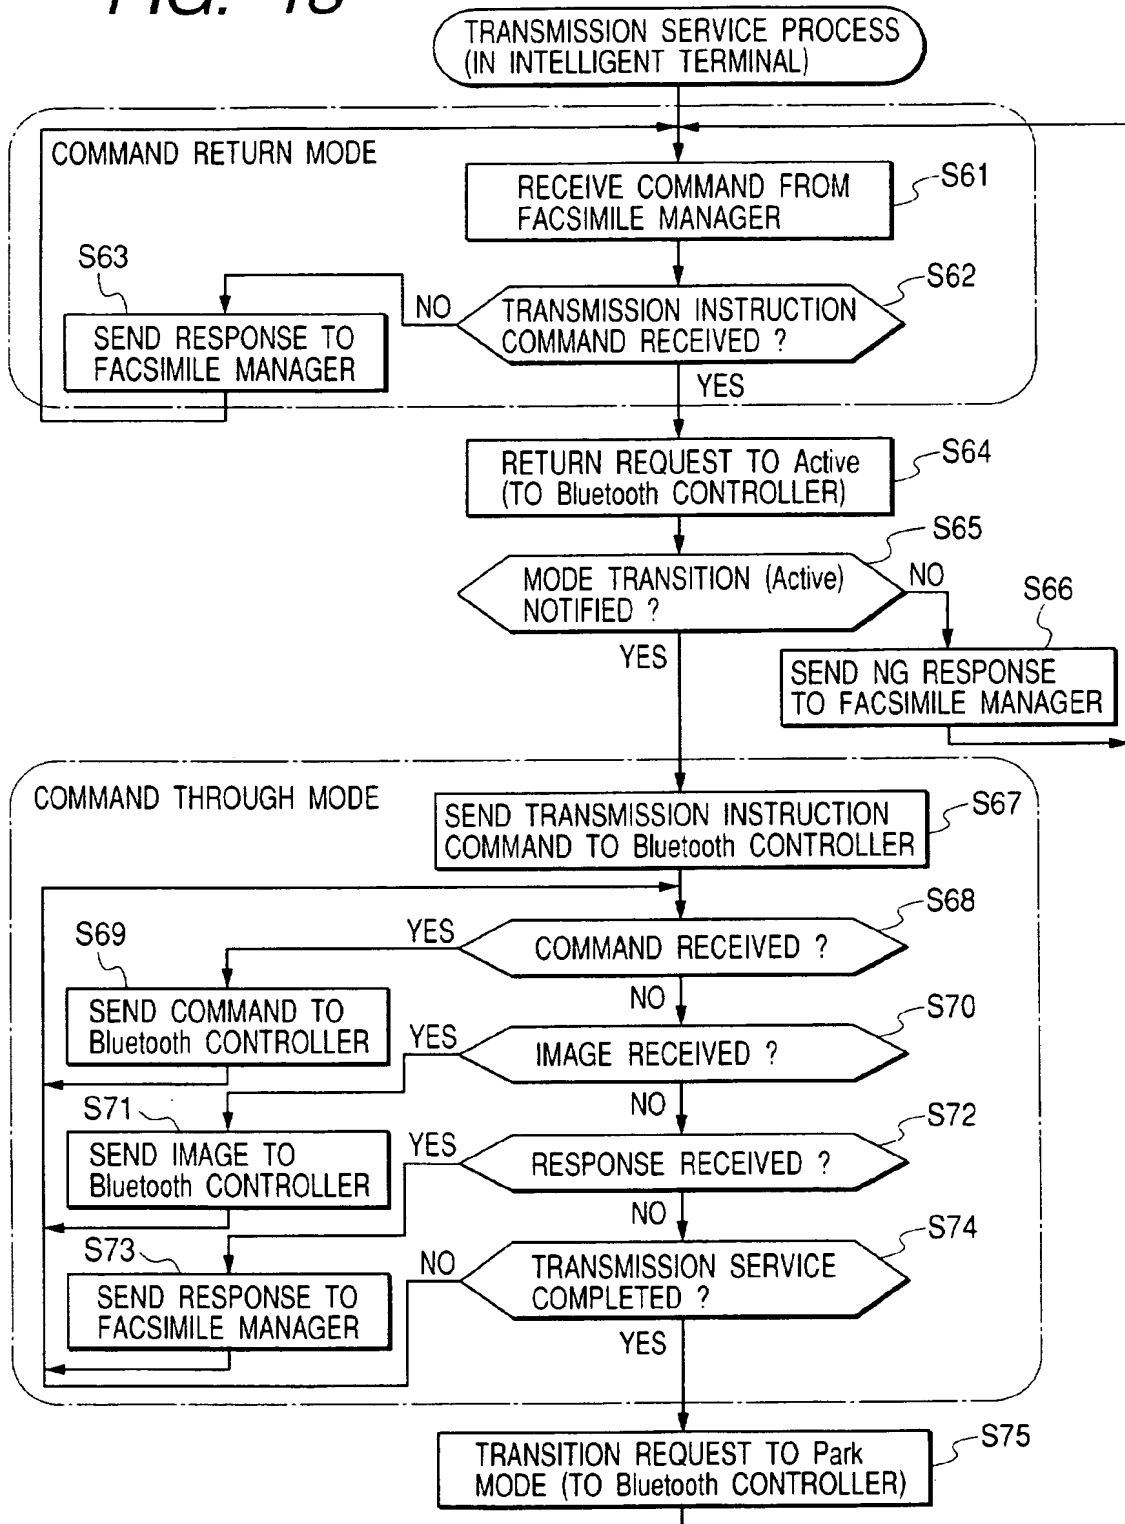 TRANSMISSION SERVICE PROCESS
(IN INTELLIGENT TERMINAL)
COMMAND RETURN MODE
RECEIVE COMMAND FROM
FACSIMILE MANAGER
S61
S63
SEND RESPONSE TO
FACSIMILE MANAGER
NO
TRANSMISSION INSTRUCTION
COMMAND RECEIVED ?
S62
YES
RETURN REQUEST TO Active
(TO Bluetooth CONTROLLER)
S64
MODE TRANSITION (Active)
NOTIFIED ?
S65
NO
S66
YES
SEND NG RESPONSE
TO FACSIMILE MANAGER
COMMAND THROUGH MODE
SEND TRANSMISSION INSTRUCTION
COMMAND TO Bluetooth CONTROLLER
S67
S68
S69
YES
COMMAND RECEIVED ?
NO
SEND COMMAND TO
Bluetooth CONTROLLER
S70
YES
IMAGE RECEIVED ?
NO
S71
SEND IMAGE TO
Bluetooth CONTROLLER
S72
YES
RESPONSE RECEIVED ?
NO
S73
SEND RESPONSE TO
FACSIMILE MANAGER
S74
NO
TRANSMISSION SERVICE
COMPLETED ?
YES
TRANSITION REQUEST TO Park
MODE (TO Bluetooth CONTROLLER)
S75